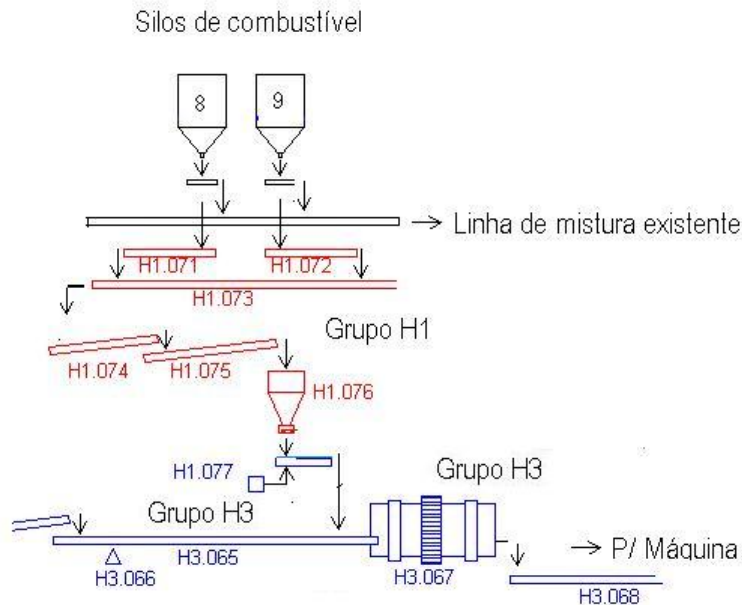 Silos de combustível
8
9
Linha de mistura existente
H1.071
H1.072
H1.073
Grupo H1
H1.074
H1.075
H1.076
H1.077
Grupo H3
Grupo H3
P/ Máquina
H3.066
H3.065
H3.067
H3.068